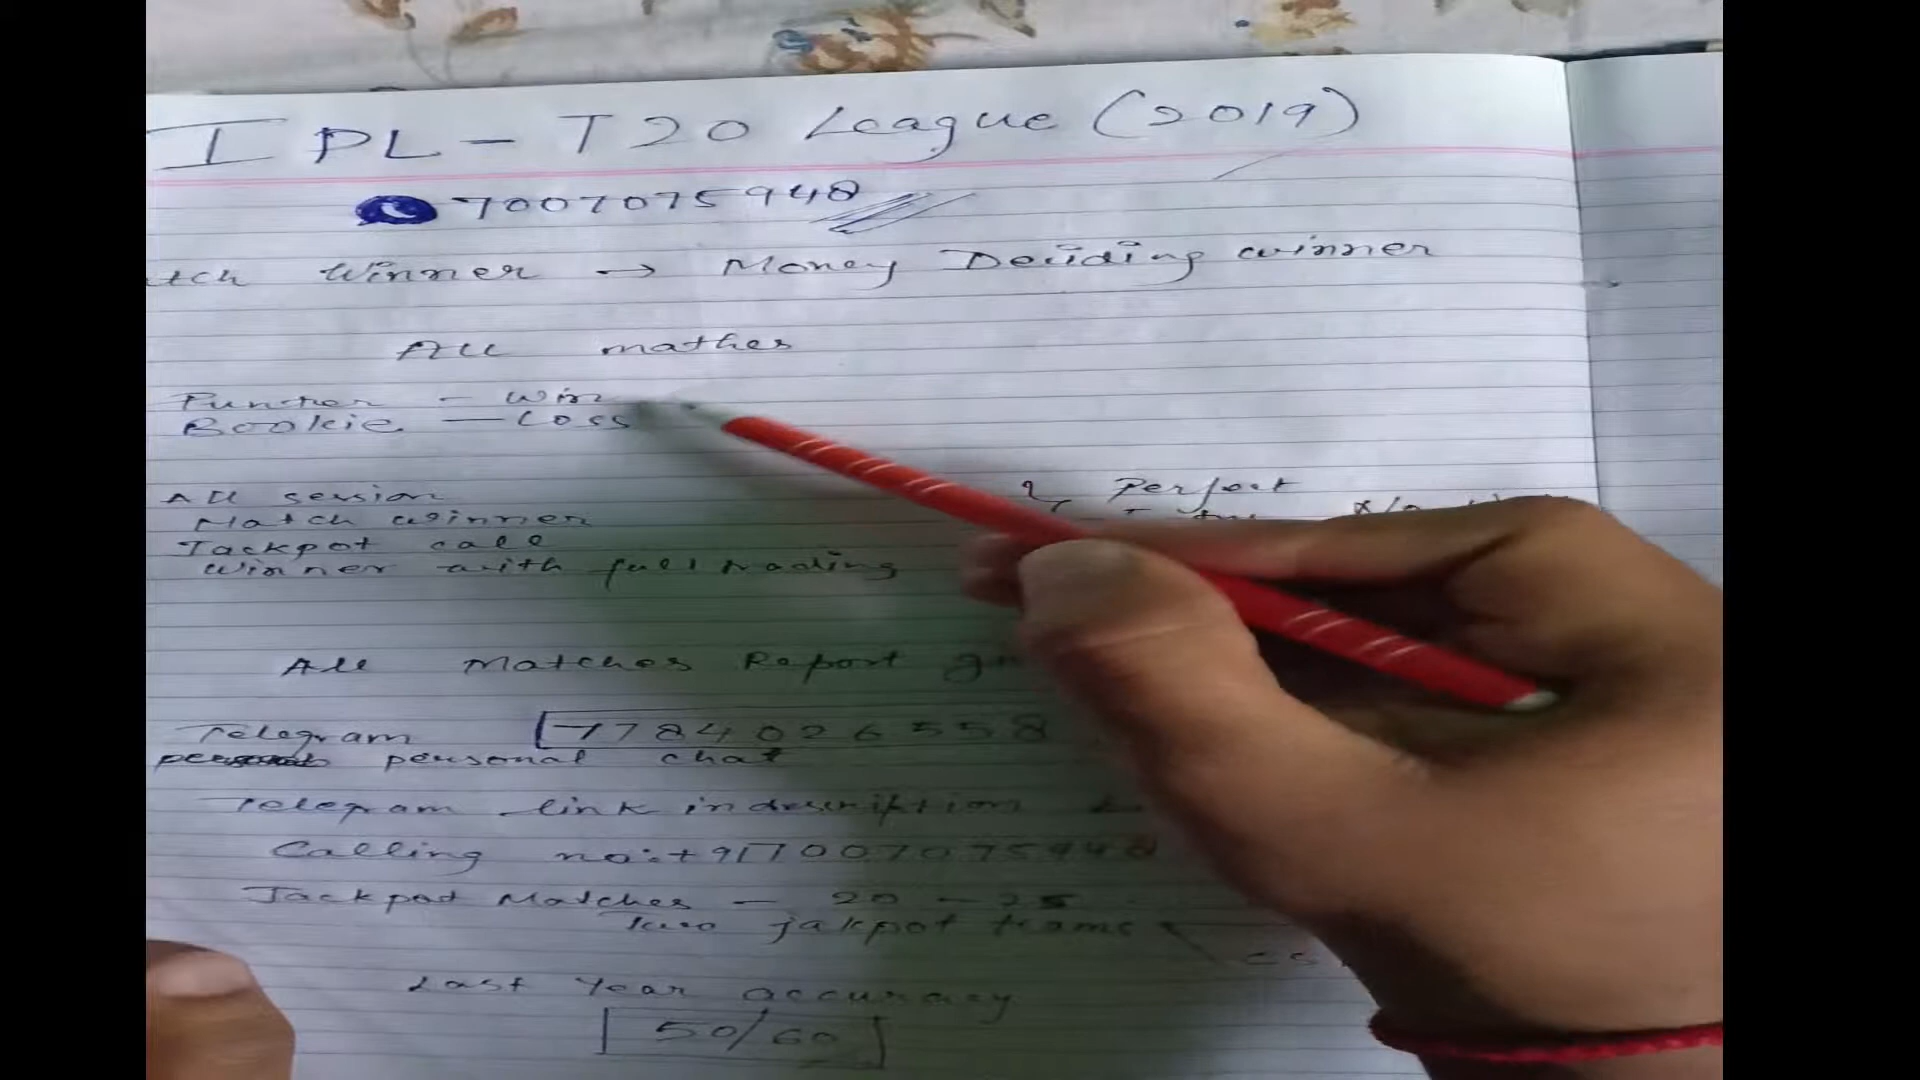 IPL - T20 League (2019)
7007075948
tch Winner → Money Deciding winner
All mathes
Punter - Win
Bookie - Loss
All session
Match winner
Jackpot call
Winner with full trading
Perfect
All Matches Report
Telegram 7784026558
personal chat
Telegram link in description
Calling no:+917007075948
Jackpot Matches - 20 - 25
Two jakpot teams
Last Year accuracy
50/60